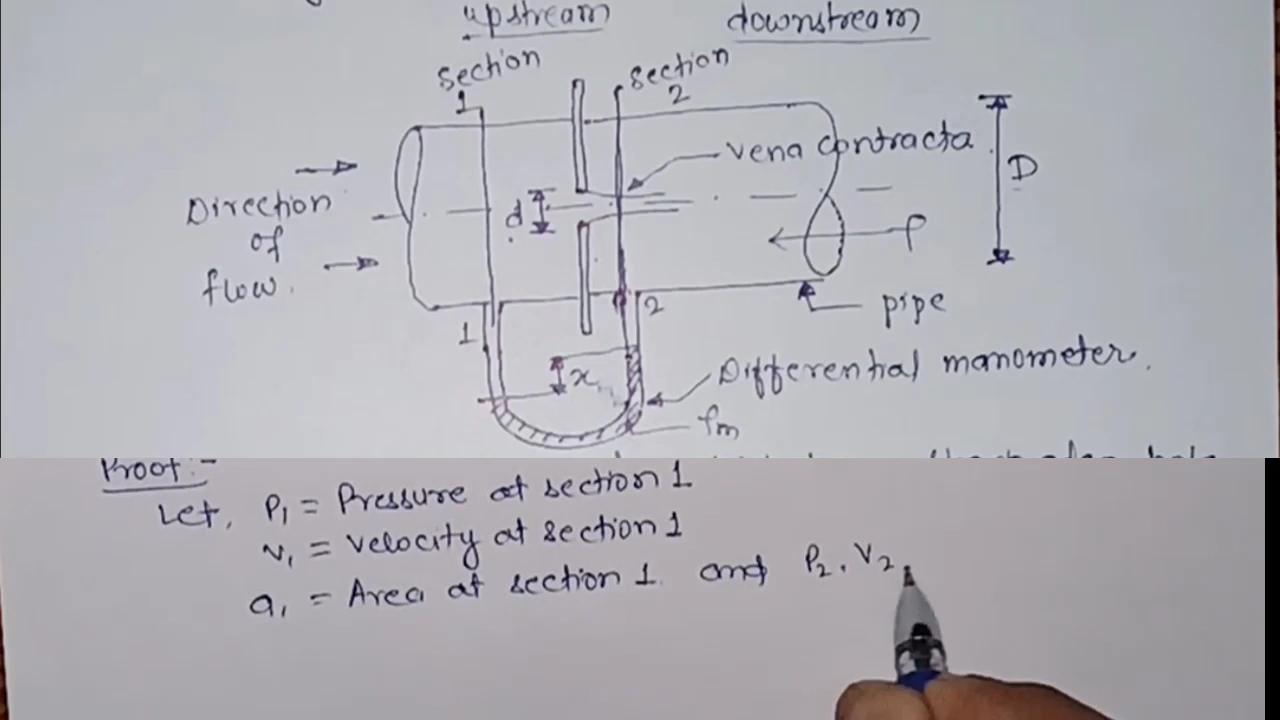 upstream
downstream
section
1
section
2
vena contracta
D
Direction
of
flow.
d
ρ
pipe
1
2
x
Differential manometer.
ρm
Proof:-
Let, P1 = Pressure at section 1
v1 = velocity at section 1
a1 = Area at section 1. and P2, V2